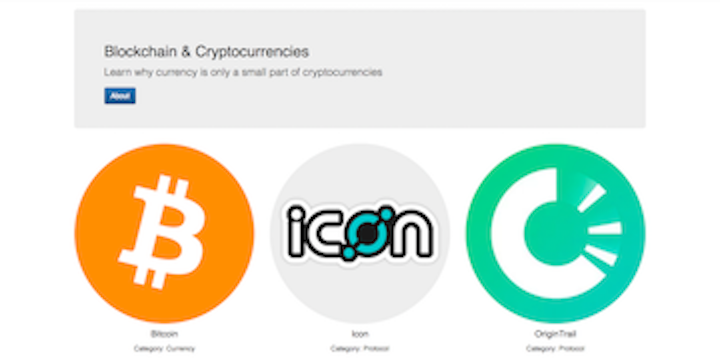 Blockchain & Cryptocurrencies
Learn why currency is only a small part of cryptocurrencies
About
icon
Bitcoin
Icon
OriginTrail
Category: Currency
Category: Protocol
Category: Protocol